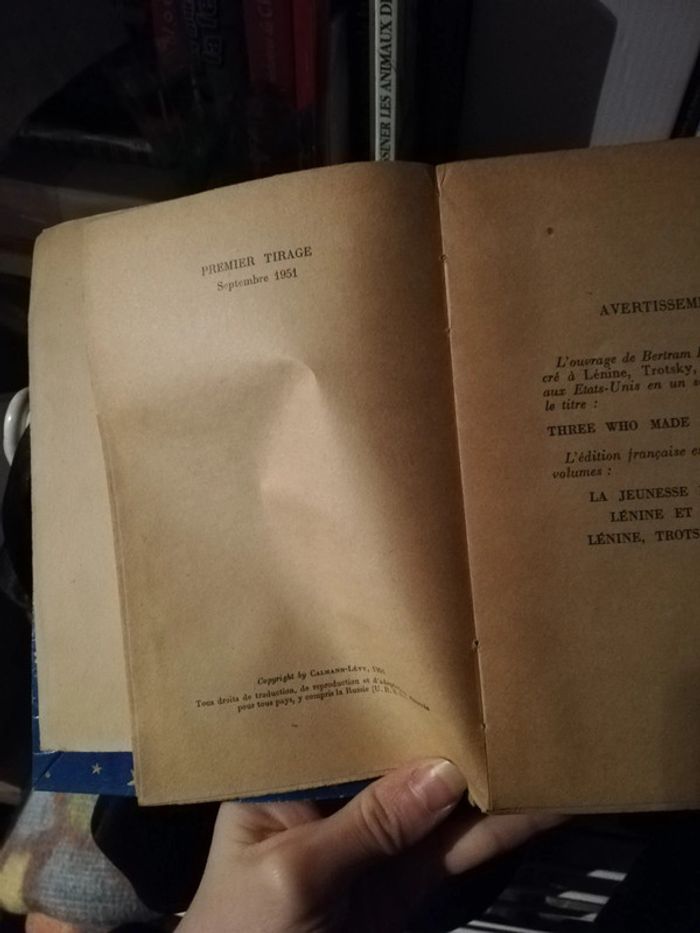 SINER LES ANIMAUX DE
PREMIER TIRAGE
Septembre 1951
Copyright by CALMANN-LÉVY, 1951
Tous droits de traduction, de reproduction et d'
pour tous pays, y compris la Russie (U. R. S.
AVERTISSEM
L'ouvrage de Bertram
cré à Lénine, Trotsky,
aux Etats-Unis en un
le titre :
THREE WHO MADE
L'édition française
volumes :
LA JEUNESSE
LÉNINE ET
LÉNINE, TROTS